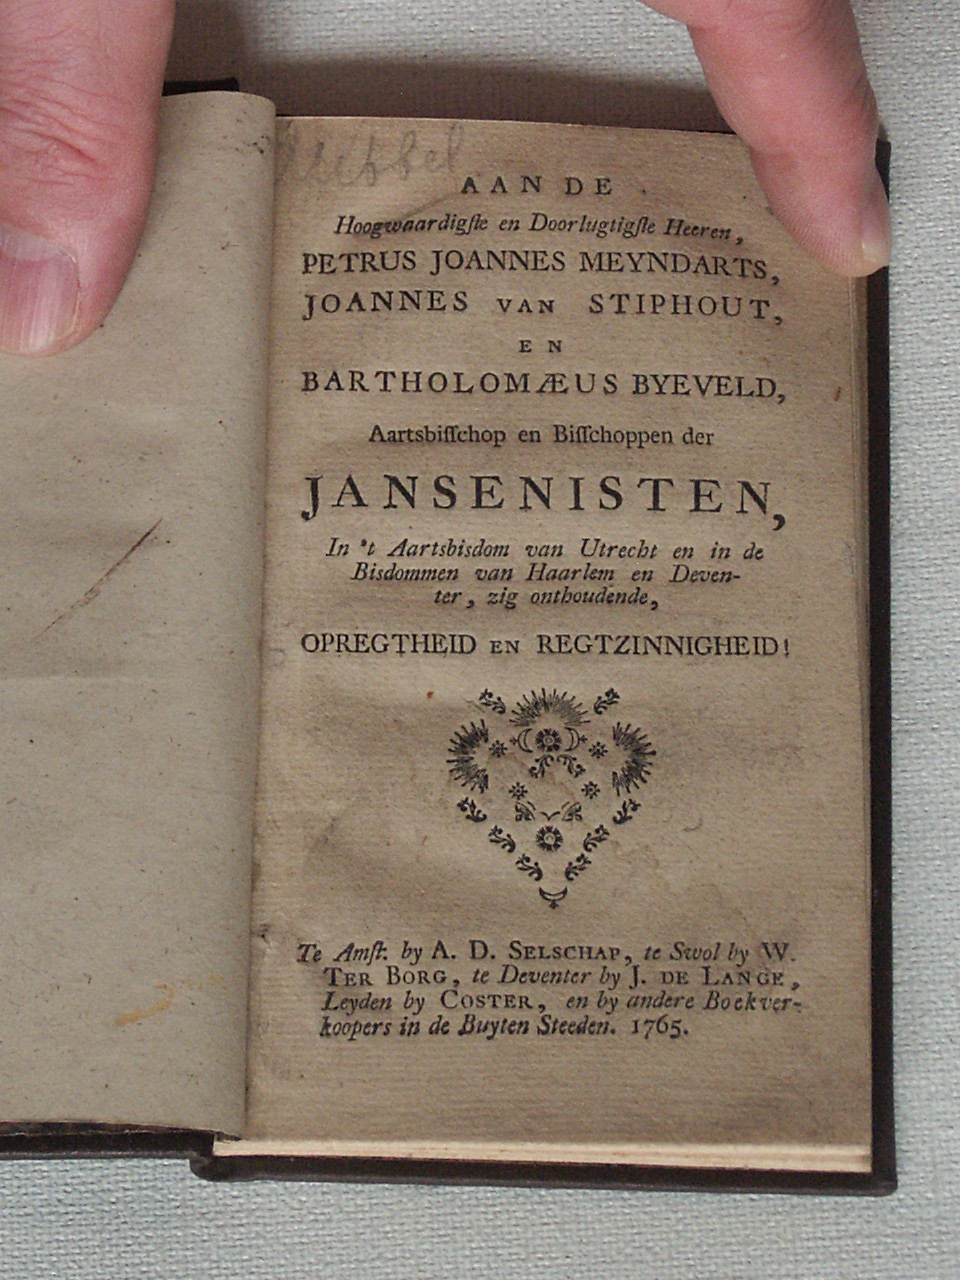 AAN DE
Hoogwaardigſte en Doorlugtigſte Heeren,
PETRUS JOANNES MEYNDARTS,
JOANNES VAN STIPHOUT,
EN
BARTHOLOMÆUS BYEVELD,
Aartsbiſſchop en Biſſchoppen der
JANSENISTEN,
In 't Aartsbisdom van Utrecht en in de
Bisdommen van Haarlem en Deven-
ter, zig onthoudende,
OPREGTHEID EN REGTZINNIGHEID!
Te Amſt. by A. D. SELSCHAP, te Swol by W.
TER BORG, te Deventer by J. DE LANGE,
Leyden by COSTER, en by andere Boekver-
koopers in de Buyten Steeden. 1765.